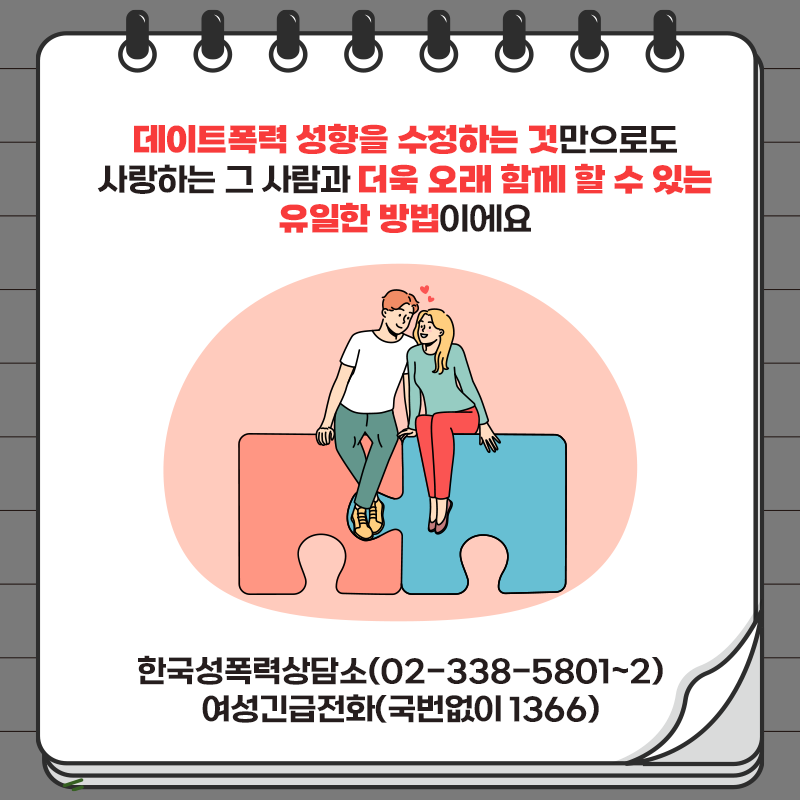 데이트폭력 성향을 수정하는 것만으로도
사랑하는 그 사람과 더욱 오래 함께 할 수 있는
유일한 방법이에요
한국성폭력상담소(02-338-5801~2)
여성긴급전화(국번없이 1366)